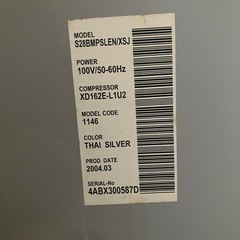 MODEL
S28BMPSLEN/XSJ
POWER
100V/50-60Hz
COMPRESSOR
XD162E-L1U2
MODEL CODE
1146
COLOR
THAI SILVER
PROD DATE
2004.03
SERIAL-No
4ABX300587D